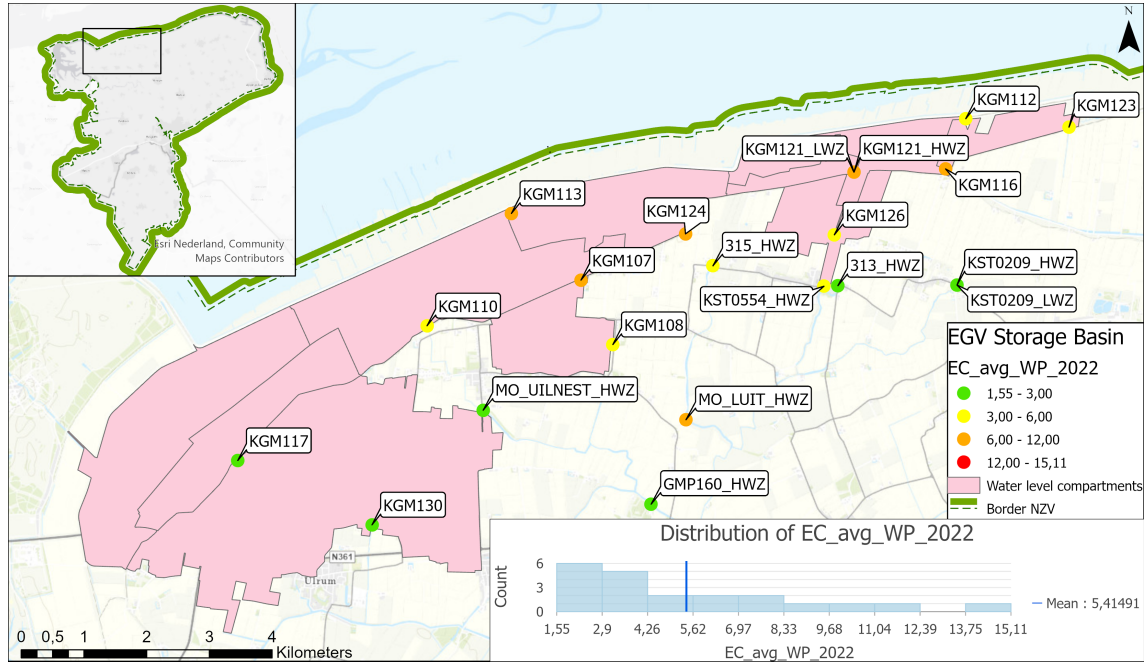 N
Esri Nederland, Community
Maps Contributors
KGM112
KGM123
KGM121_LWZ
KGM121_HWZ
KGM116
KGM113
KGM124
KGM126
315_HWZ
KGM107
313_HWZ
KST0209_HWZ
KST0554_HWZ
KST0209_LWZ
KGM110
KGM108
MO_UILNEST_HWZ
MO_LUIT_HWZ
KGM117
GMP160_HWZ
KGM130
N361
Ulrum
EGV Storage Basin
EC_avg_WP_2022
1,55 - 3,00
3,00 - 6,00
6,00 - 12,00
12,00 - 15,11
Water level compartments
Border NZV
Distribution of EC_avg_WP_2022
Count
6
3
0
1,55 2,9 4,26 5,62 6,97 8,33 9,68 11,04 12,39 13,75 15,11
EC_avg_WP_2022
Mean : 5,41491
0 0,5 1 2 3 4
Kilometers